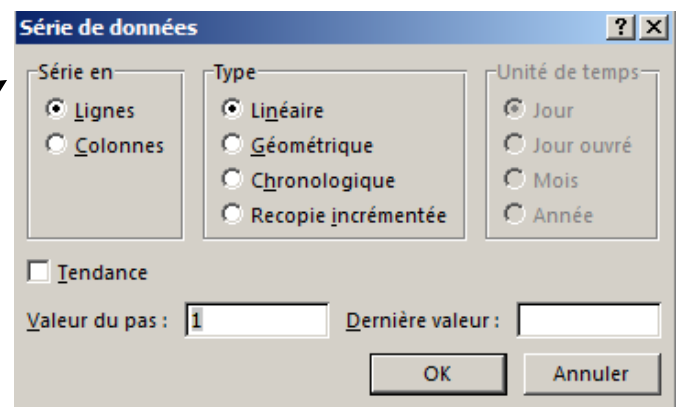 Série de données ? X
Série en
Lignes
Colonnes
Type
Linéaire
Géométrique
Chronologique
Recopie incrémentée
Unité de temps
Jour
Jour ouvré
Mois
Année
Tendance
Valeur du pas : 1 Dernière valeur :
OK Annuler